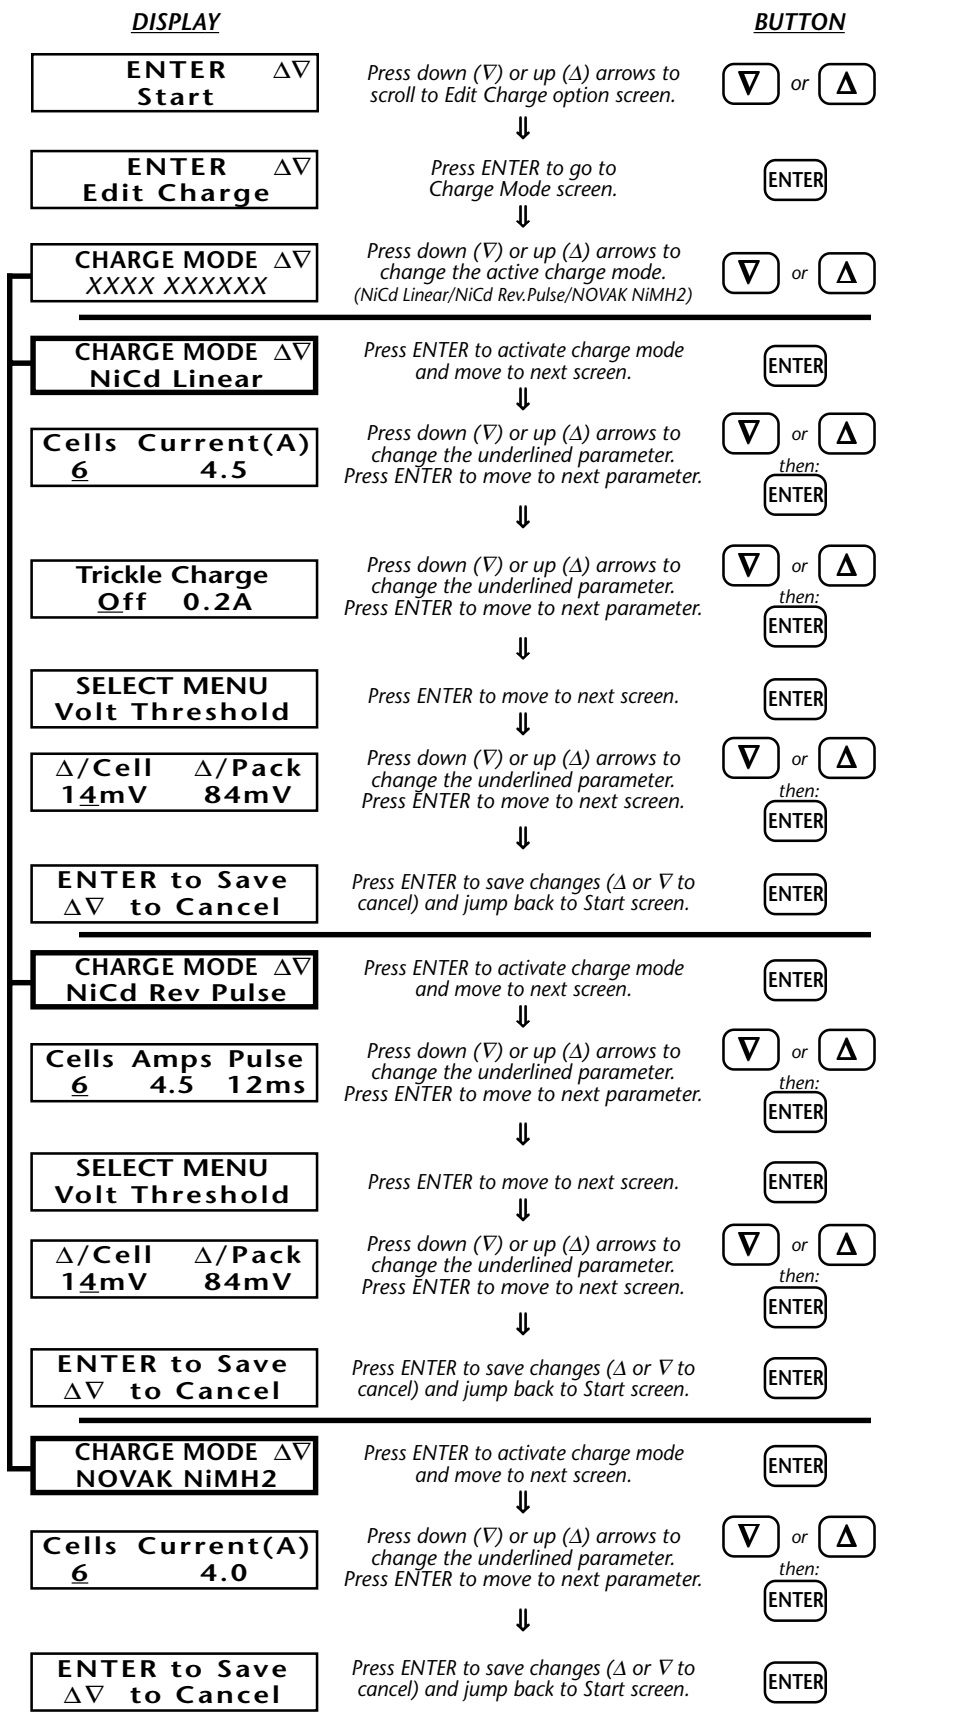 DISPLAY BUTTON
ENTER ∆∇
Start
Press down (∇) or up (∆) arrows to
scroll to Edit Charge option screen.
∇ or ∆
⇓
ENTER ∆∇
Edit Charge
Press ENTER to go to
Charge Mode screen.
ENTER
⇓
CHARGE MODE ∆∇
XXXX XXXXXX
Press down (∇) or up (∆) arrows to
change the active charge mode.
(NiCd Linear/NiCd Rev.Pulse/NOVAK NiMH2)
∇ or ∆
CHARGE MODE ∆∇
NiCd Linear
Press ENTER to activate charge mode
and move to next screen.
ENTER
⇓
Cells Current(A)
6 4.5
Press down (∇) or up (∆) arrows to
change the underlined parameter.
Press ENTER to move to next parameter.
∇ or ∆
then:
ENTER
⇓
Trickle Charge
Off 0.2A
Press down (∇) or up (∆) arrows to
change the underlined parameter.
Press ENTER to move to next parameter.
∇ or ∆
then:
ENTER
⇓
SELECT MENU
Volt Threshold
Press ENTER to move to next screen.
ENTER
⇓
∆/Cell ∆/Pack
14mV 84mV
Press down (∇) or up (∆) arrows to
change the underlined parameter.
Press ENTER to move to next screen.
∇ or ∆
then:
ENTER
⇓
ENTER to Save
∆∇ to Cancel
Press ENTER to save changes (∆ or ∇ to
cancel) and jump back to Start screen.
ENTER
CHARGE MODE ∆∇
NiCd Rev Pulse
Press ENTER to activate charge mode
and move to next screen.
ENTER
⇓
Cells Amps Pulse
6 4.5 12ms
Press down (∇) or up (∆) arrows to
change the underlined parameter.
Press ENTER to move to next parameter.
∇ or ∆
then:
ENTER
⇓
SELECT MENU
Volt Threshold
Press ENTER to move to next screen.
ENTER
⇓
∆/Cell ∆/Pack
14mV 84mV
Press down (∇) or up (∆) arrows to
change the underlined parameter.
Press ENTER to move to next screen.
∇ or ∆
then:
ENTER
⇓
ENTER to Save
∆∇ to Cancel
Press ENTER to save changes (∆ or ∇ to
cancel) and jump back to Start screen.
ENTER
CHARGE MODE ∆∇
NOVAK NiMH2
Press ENTER to activate charge mode
and move to next screen.
ENTER
⇓
Cells Current(A)
6 4.0
Press down (∇) or up (∆) arrows to
change the underlined parameter.
Press ENTER to move to next parameter.
∇ or ∆
then:
ENTER
⇓
ENTER to Save
∆∇ to Cancel
Press ENTER to save changes (∆ or ∇ to
cancel) and jump back to Start screen.
ENTER